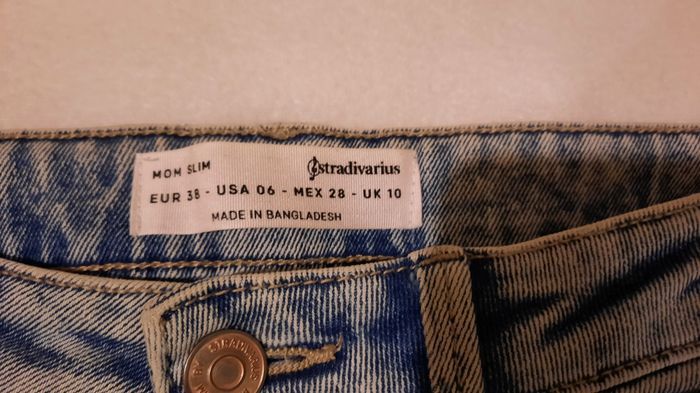 MOM SLIM
stradivarius
EUR 38 - USA 06 - MEX 28 - UK 10
MADE IN BANGLADESH